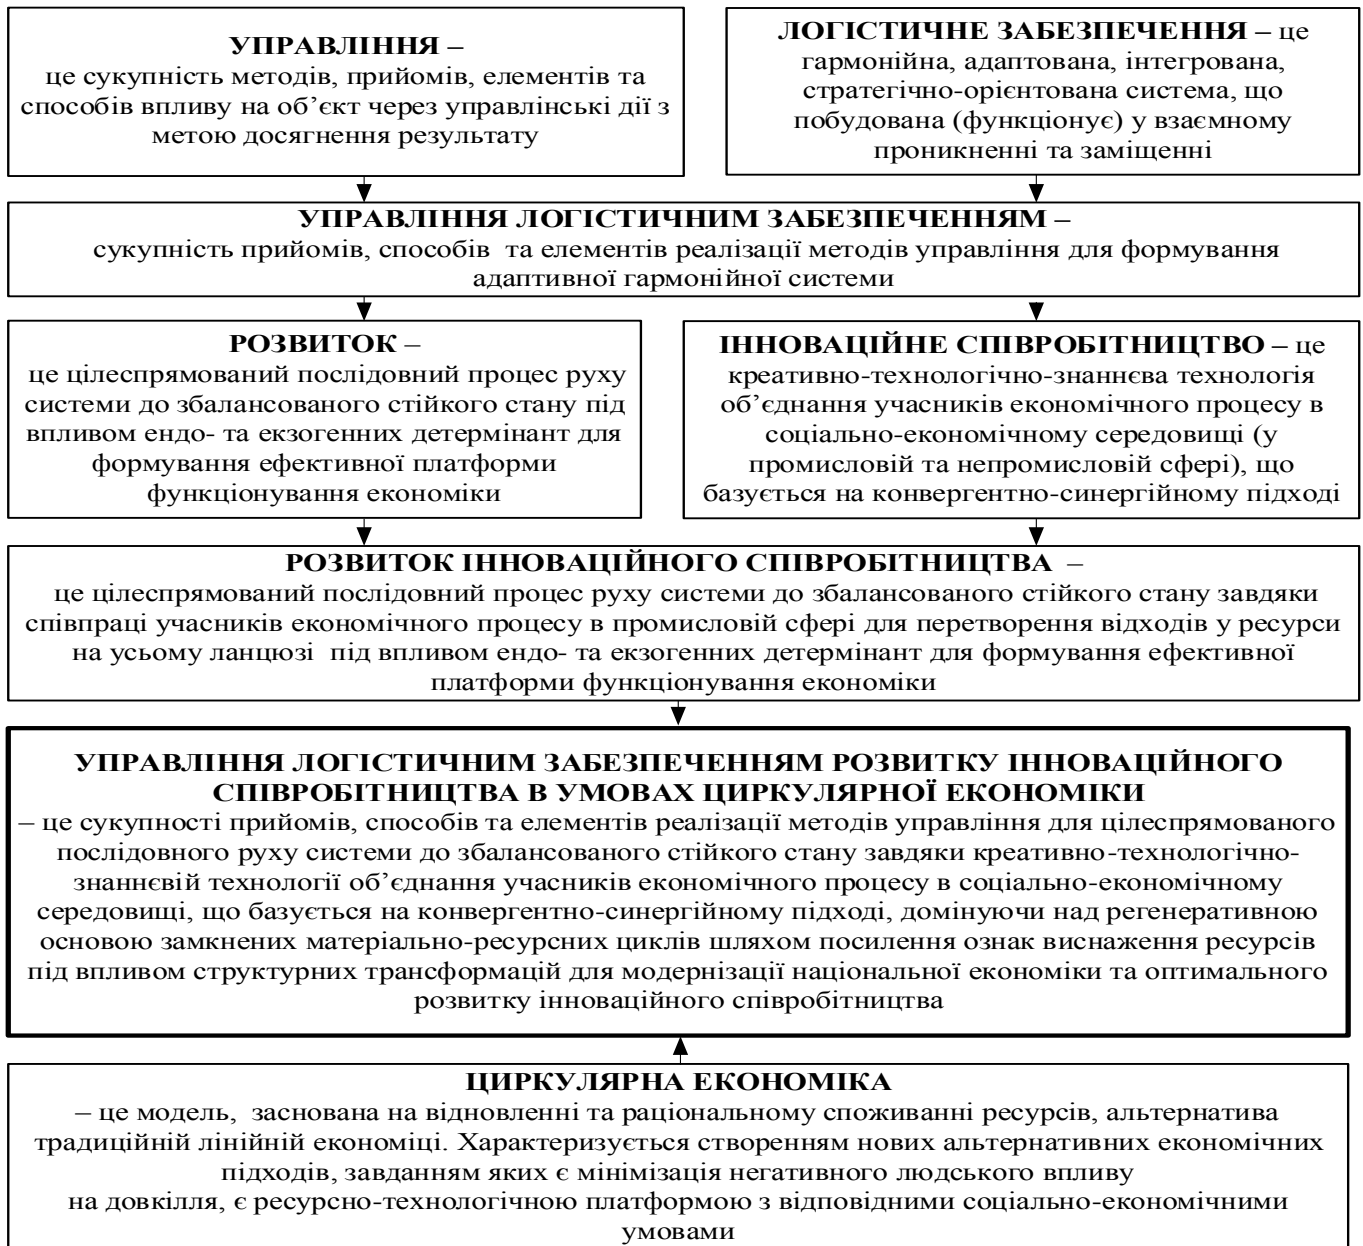 УПРАВЛІННЯ –
це сукупність методів, прийомів, елементів та
способів впливу на об’єкт через управлінські дії з
метою досягнення результату
ЛОГІСТИЧНЕ ЗАБЕЗПЕЧЕННЯ – це
гармонійна, адаптована, інтегрована,
стратегічно-орієнтована система, що
побудована (функціонує) у взаємному
проникненні та заміщенні
УПРАВЛІННЯ ЛОГІСТИЧНИМ ЗАБЕЗПЕЧЕННЯМ –
сукупність прийомів, способів та елементів реалізації методів управління для формування
адаптивної гармонійної системи
РОЗВИТОК –
це цілеспрямований послідовний процес руху
системи до збалансованого стійкого стану під
впливом ендо- та екзогенних детермінант для
формування ефективної платформи
функціонування економіки
ІННОВАЦІЙНЕ СПІВРОБІТНИЦТВО – це
креативно-технологічно-знаннєва технологія
об’єднання учасників економічного процесу в
соціально-економічному середовищі (у
промисловій та непромисловій сфері), що
базується на конвергентно-синергійному підході
РОЗВИТОК ІННОВАЦІЙНОГО СПІВРОБІТНИЦТВА –
це цілеспрямований послідовний процес руху системи до збалансованого стійкого стану завдяки
співпраці учасників економічного процесу в промисловій сфері для перетворення відходів у ресурси
на усьому ланцюзі під впливом ендо- та екзогенних детермінант для формування ефективної
платформи функціонування економіки
УПРАВЛІННЯ ЛОГІСТИЧНИМ ЗАБЕЗПЕЧЕННЯМ РОЗВИТКУ ІННОВАЦІЙНОГО
СПІВРОБІТНИЦТВА В УМОВАХ ЦИРКУЛЯРНОЇ ЕКОНОМІКИ
– це сукупності прийомів, способів та елементів реалізації методів управління для цілеспрямованого
послідовного руху системи до збалансованого стійкого стану завдяки креативно-технологічно-
знаннєвій технології об’єднання учасників економічного процесу в соціально-економічному
середовищі, що базується на конвергентно-синергійному підході, домінуючи над регенеративною
основою замкнених матеріально-ресурсних циклів шляхом посилення ознак виснаження ресурсів
під впливом структурних трансформацій для модернізації національної економіки та оптимального
розвитку інноваційного співробітництва
ЦИРКУЛЯРНА ЕКОНОМІКА
– це модель, заснована на відновленні та раціональному споживанні ресурсів, альтернатива
традиційній лінійній економіці. Характеризується створенням нових альтернативних економічних
підходів, завданням яких є мінімізація негативного людського впливу
на довкілля, є ресурсно-технологічною платформою з відповідними соціально-економічними
умовами